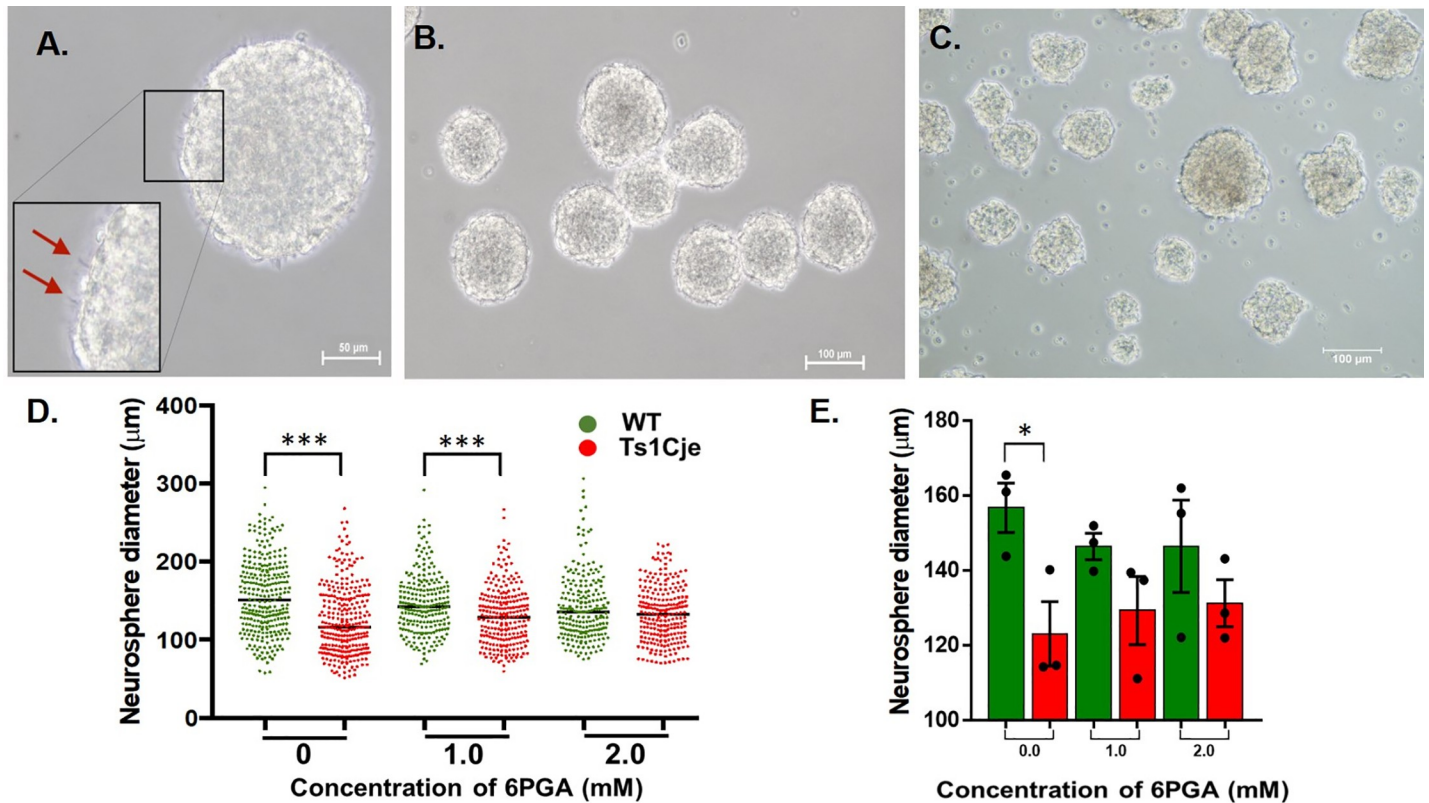 A.
B.
C.
50 µm
100 µm
100 µm
D.
Neurosphere diameter (µm)
400
300
200
100
0
***
***
WT
Ts1Cje
0
1.0
2.0
Concentration of 6PGA (mM)
E.
Neurosphere diameter (µm)
180
160
140
120
100
*
0.0
1.0
2.0
Concentration of 6PGA (mM)